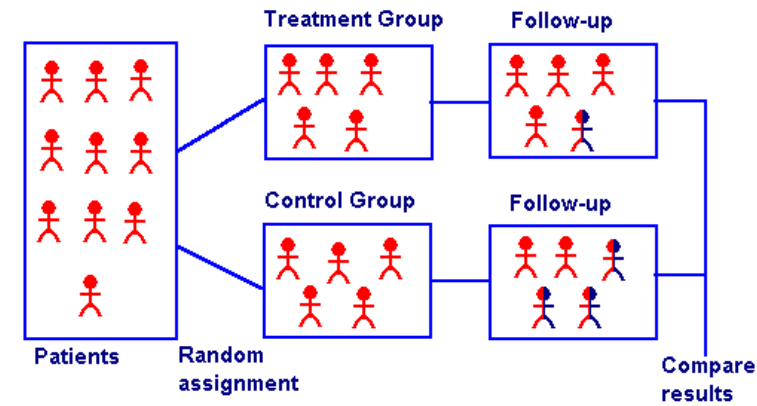 Treatment Group
Follow-up
Control Group
Follow-up
Patients
Random
assignment
Compare
results